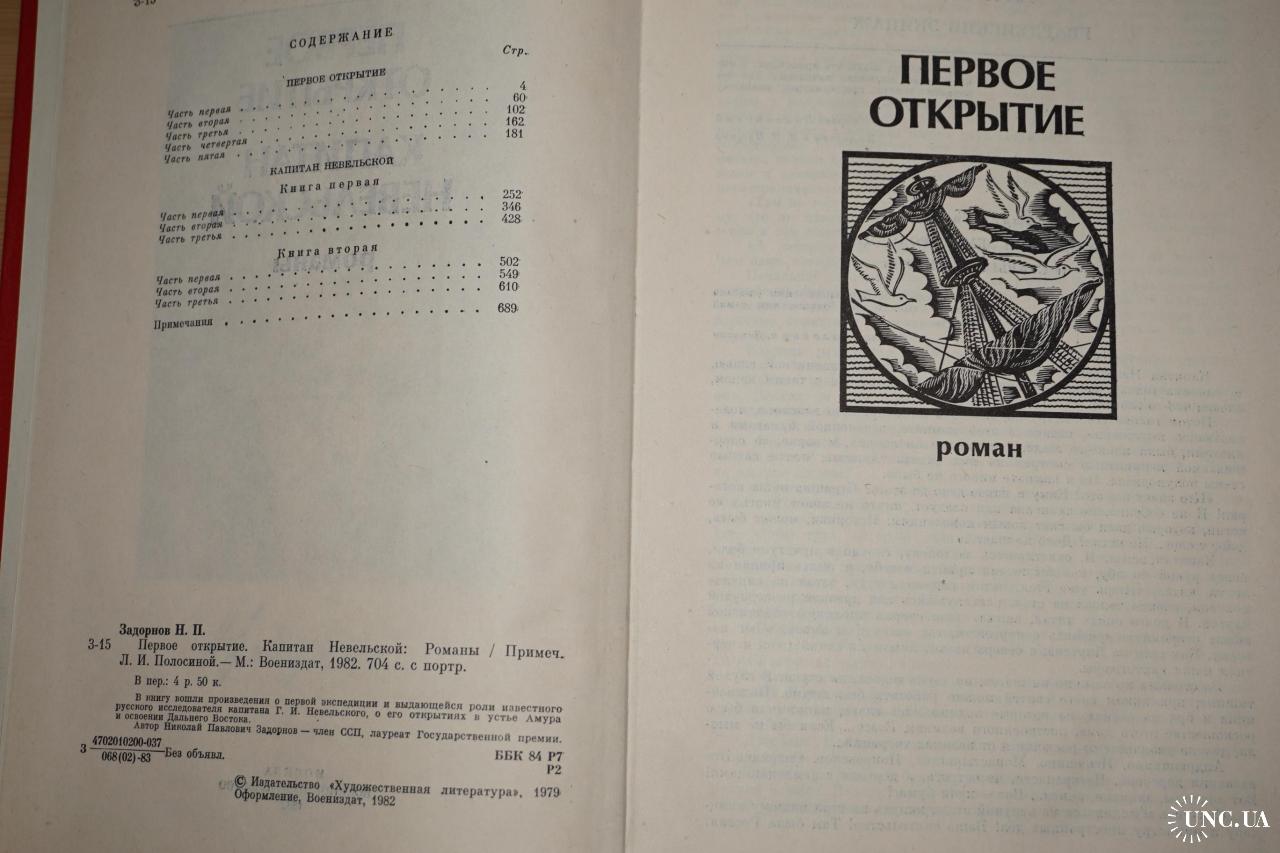 3-15
СОДЕРЖАНИЕ
Стр.
ПЕРВОЕ ОТКРЫТИЕ
Часть первая . . . . . . . . . . . . . . . 4
Часть вторая . . . . . . . . . . . . . . . 60
Часть третья . . . . . . . . . . . . . . . 102
Часть четвертая . . . . . . . . . . . . . . . 162
Часть пятая . . . . . . . . . . . . . . . 181
КАПИТАН НЕВЕЛЬСКОЙ
Книга первая
Часть первая . . . . . . . . . . . . . . . 252
Часть вторая . . . . . . . . . . . . . . . 346
Часть третья . . . . . . . . . . . . . . . 428
Книга вторая
Часть первая . . . . . . . . . . . . . . . 502
Часть вторая . . . . . . . . . . . . . . . 549
Часть третья . . . . . . . . . . . . . . . 610
Примечания . . . . . . . . . . . . . . . 689
Задорнов Н. П.
З-15 Первое открытие. Капитан Невельской: Романы / Примеч.
Л. И. Полосиной.— М.: Воениздат, 1982. 704 с. с портр.
В пер.: 4 р. 50 к.
В книгу вошли произведения о первой экспедиции и выдающейся роли известного
русского исследователя капитана Г. И. Невельского, о его открытиях в устье Амура
и освоении Дальнего Востока.
Автор Николай Павлович Задорнов — член ССП, лауреат Государственной премии.
З 4702010200-037
068(02)-83 Без объявл.
ББК 84 Р7
Р2
© Издательство «Художественная литература», 1979
Оформление, Воениздат, 1982
ПЕРВОЕ
ОТКРЫТИЕ
роман
UNC.UA